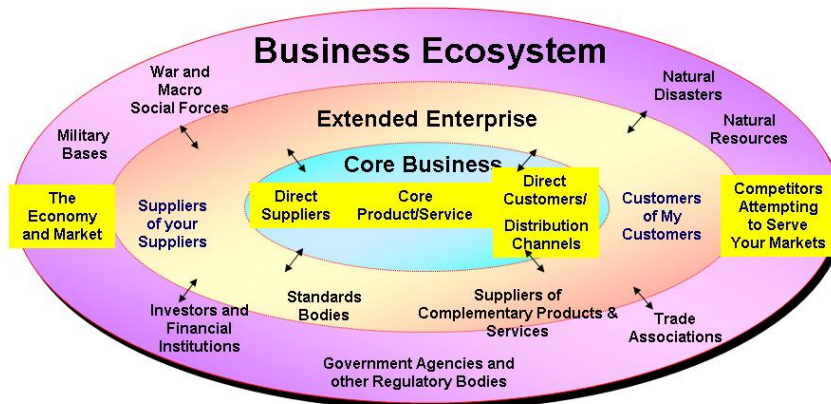 Business Ecosystem
War and
Macro
Social Forces
Natural
Disasters
Military
Bases
Natural
Resources
Extended Enterprise
Core Business
The
Economy
and Market
Suppliers
of your
Suppliers
Direct
Suppliers
Core
Product/Service
Direct
Customers/
Distribution
Channels
Customers
of My
Customers
Competitors
Attempting
to Serve
Your Markets
Investors and
Financial
Institutions
Standards
Bodies
Suppliers of
Complementary Products &
Services
Trade
Associations
Government Agencies and
other Regulatory Bodies